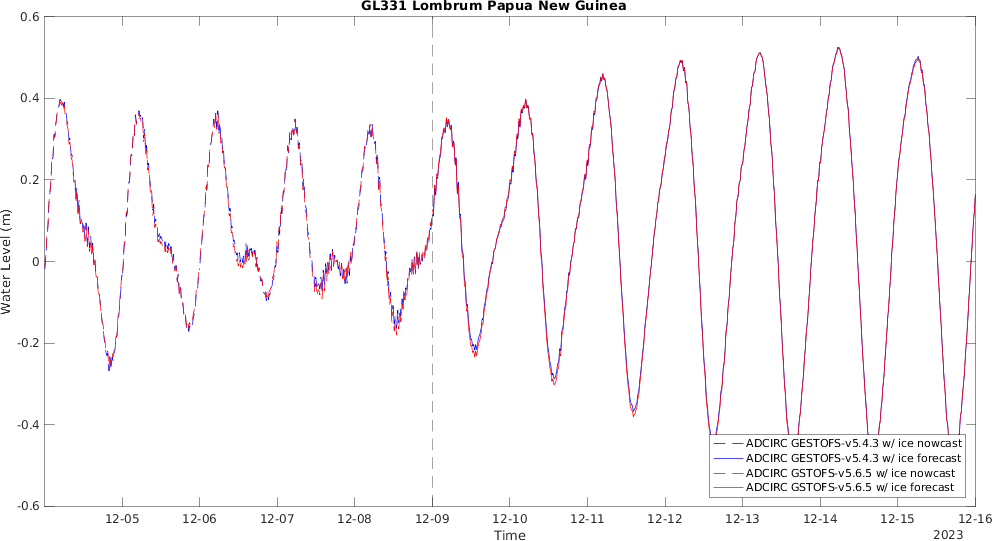 GL331 Lombrum Papua New Guinea
0.6
0.4
0.2
0
-0.2
-0.4
-0.6
Water Level (m)
12-05
12-06
12-07
12-08
12-09
12-10
12-11
12-12
12-13
12-14
12-15
12-16
Time
2023
ADCIRC GESTOFS-v5.4.3 w/ ice nowcast
ADCIRC GESTOFS-v5.4.3 w/ ice forecast
ADCIRC GSTOFS-v5.6.5 w/ ice nowcast
ADCIRC GSTOFS-v5.6.5 w/ ice forecast